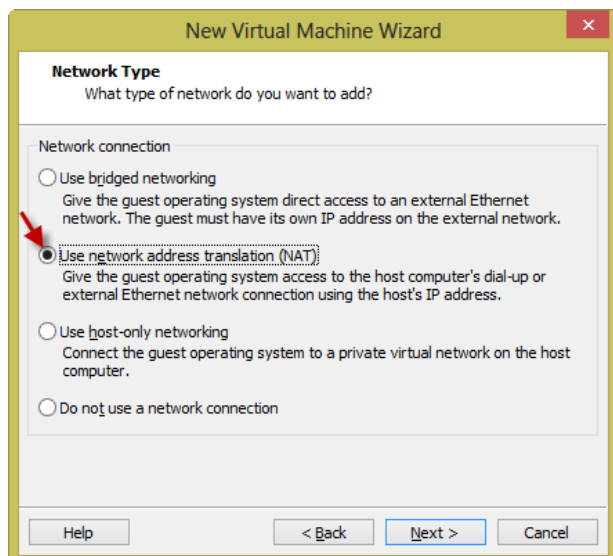 New Virtual Machine Wizard
Network Type
What type of network do you want to add?
Network connection
Use bridged networking
Give the guest operating system direct access to an external Ethernet
network. The guest must have its own IP address on the external network.
Use network address translation (NAT)
Give the guest operating system access to the host computer's dial-up or
external Ethernet network connection using the host's IP address.
Use host-only networking
Connect the guest operating system to a private virtual network on the host
computer.
Do not use a network connection
Help < Back Next > Cancel